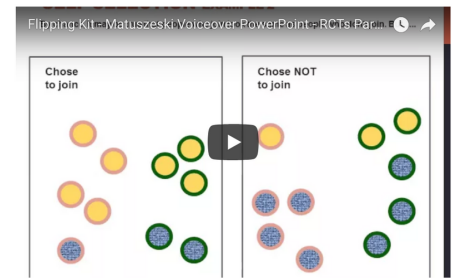 Flipping Kit - Matuszeski Voiceover PowerPoint - RCTs Par
Chose
to join
Chose NOT
to join